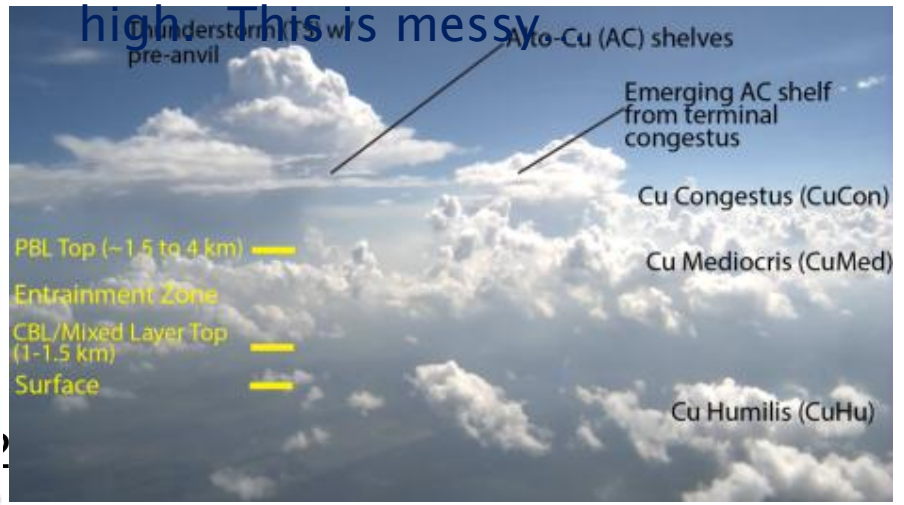 high. This is messy...
Thunderstorm (TS) w/
pre-anvil
Alto-Cu (AC) shelves
Emerging AC shelf
from terminal
congestus
Cu Congestus (CuCon)
PBL Top (~1.5 to 4 km)
Cu Mediocris (CuMed)
Entrainment Zone
CBL/Mixed Layer Top
(1-1.5 km)
Surface
Cu Humilis (CuHu)